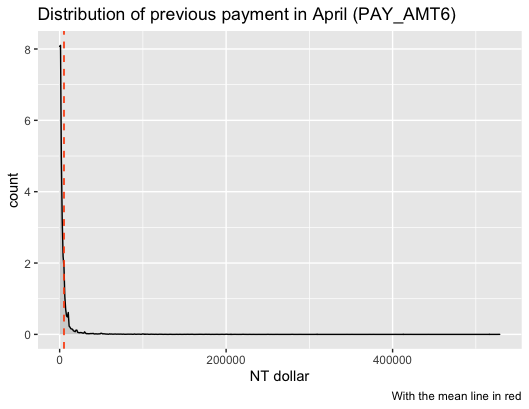 Distribution of previous payment in April (PAY_AMT6)
8
6
4
2
0
count
0
200000
400000
NT dollar
With the mean line in red